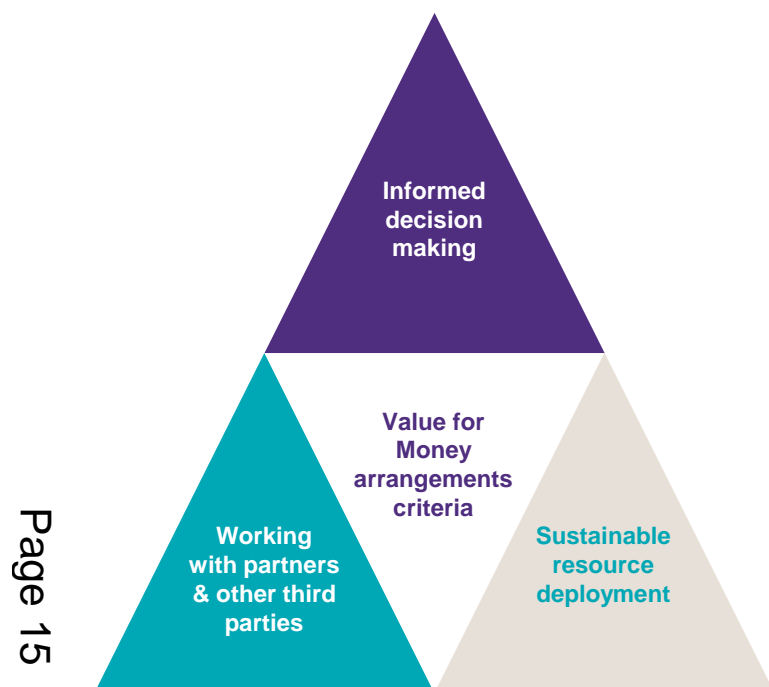 Informed
decision
making
Value for
Money
arrangements
criteria
Working
with partners
& other third
parties
Sustainable
resource
deployment
Page 15